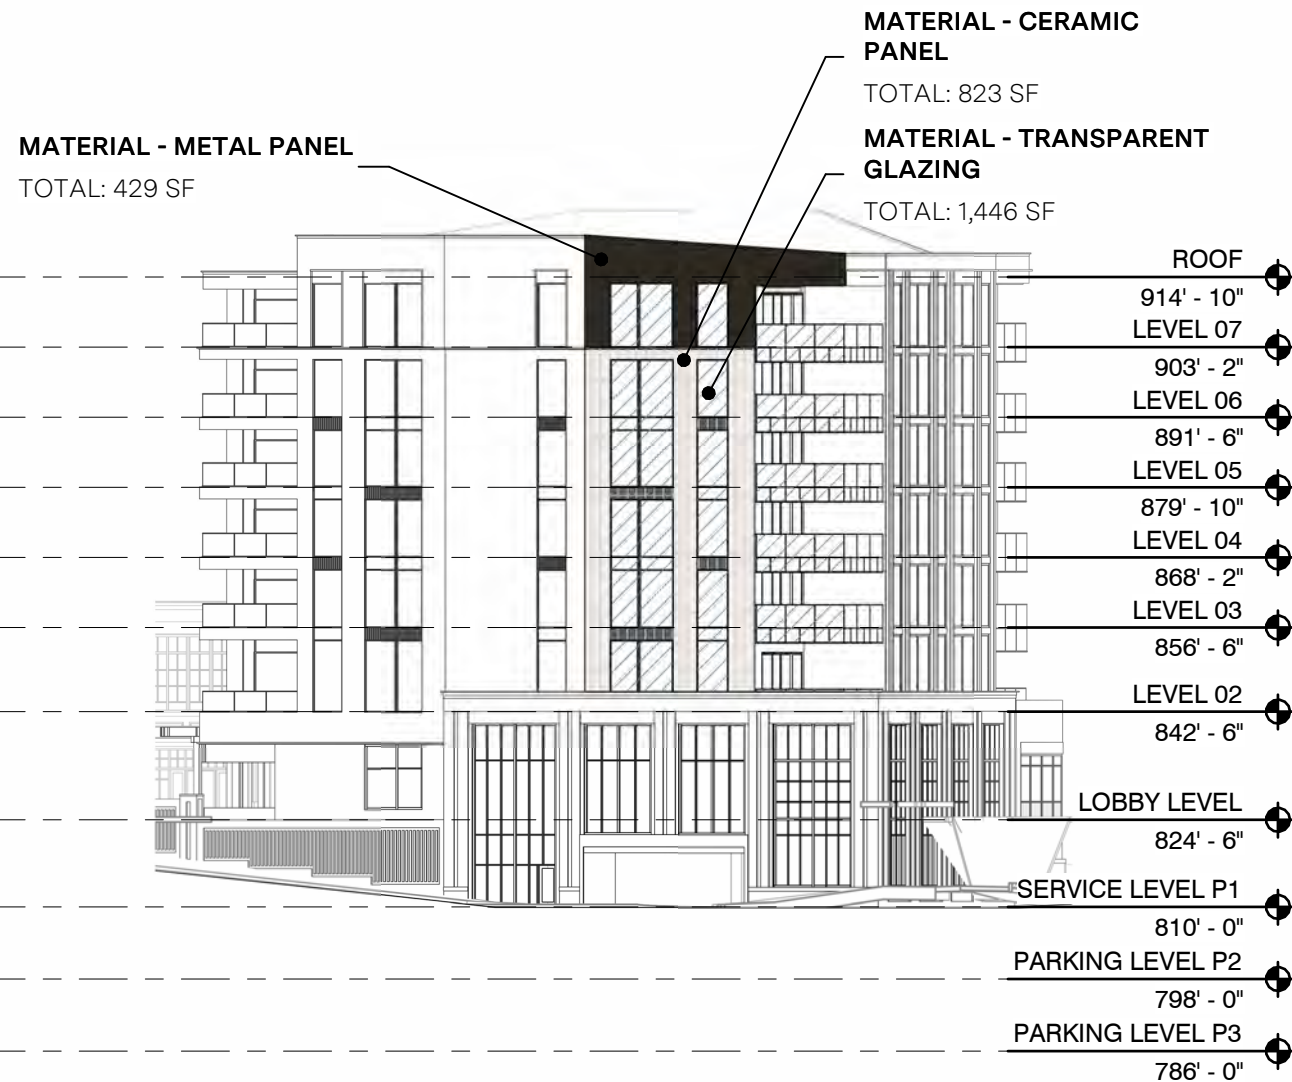 MATERIAL - CERAMIC
PANEL
TOTAL: 823 SF
MATERIAL - METAL PANEL
TOTAL: 429 SF
MATERIAL - TRANSPARENT
GLAZING
TOTAL: 1,446 SF
ROOF
914' - 10"
LEVEL 07
903' - 2"
LEVEL 06
891' - 6"
LEVEL 05
879' - 10"
LEVEL 04
868' - 2"
LEVEL 03
856' - 6"
LEVEL 02
842' - 6"
LOBBY LEVEL
824' - 6"
SERVICE LEVEL P1
810' - 0"
PARKING LEVEL P2
798' - 0"
PARKING LEVEL P3
786' - 0"